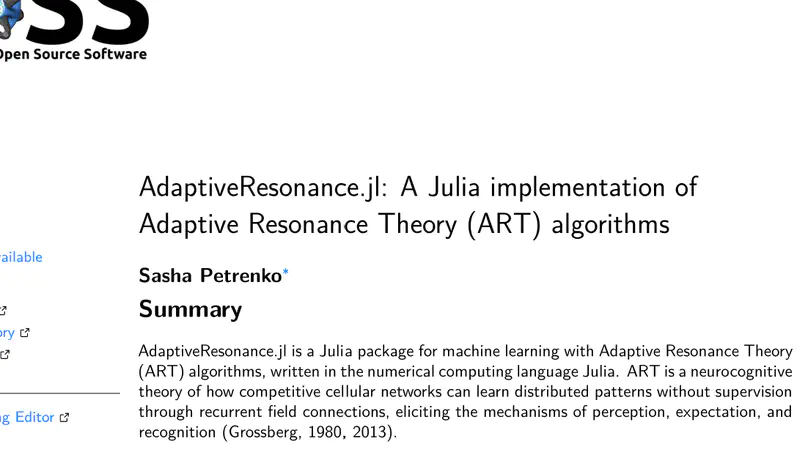 OSS
Open Source Software
AdaptiveResonance.jl: A Julia implementation of
Adaptive Resonance Theory (ART) algorithms
Sasha Petrenko*
Summary
AdaptiveResonance.jl is a Julia package for machine learning with Adaptive Resonance Theory
(ART) algorithms, written in the numerical computing language Julia. ART is a neurocognitive
theory of how competitive cellular networks can learn distributed patterns without supervision
through recurrent field connections, eliciting the mechanisms of perception, expectation, and
recognition (Grossberg, 1980, 2013).
Editor